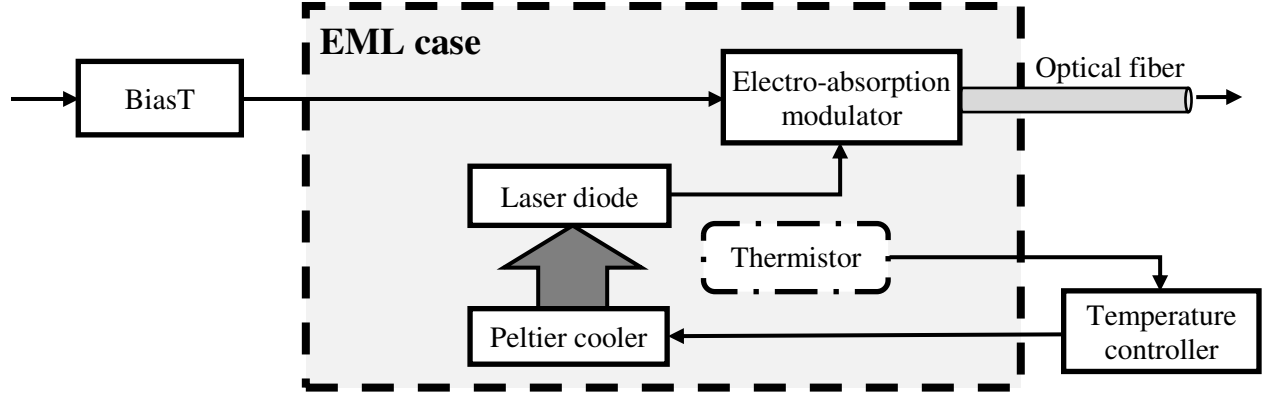 EML case
BiasT
Electro-absorption
modulator
Optical fiber
Laser diode
Thermistor
Peltier cooler
Temperature
controller